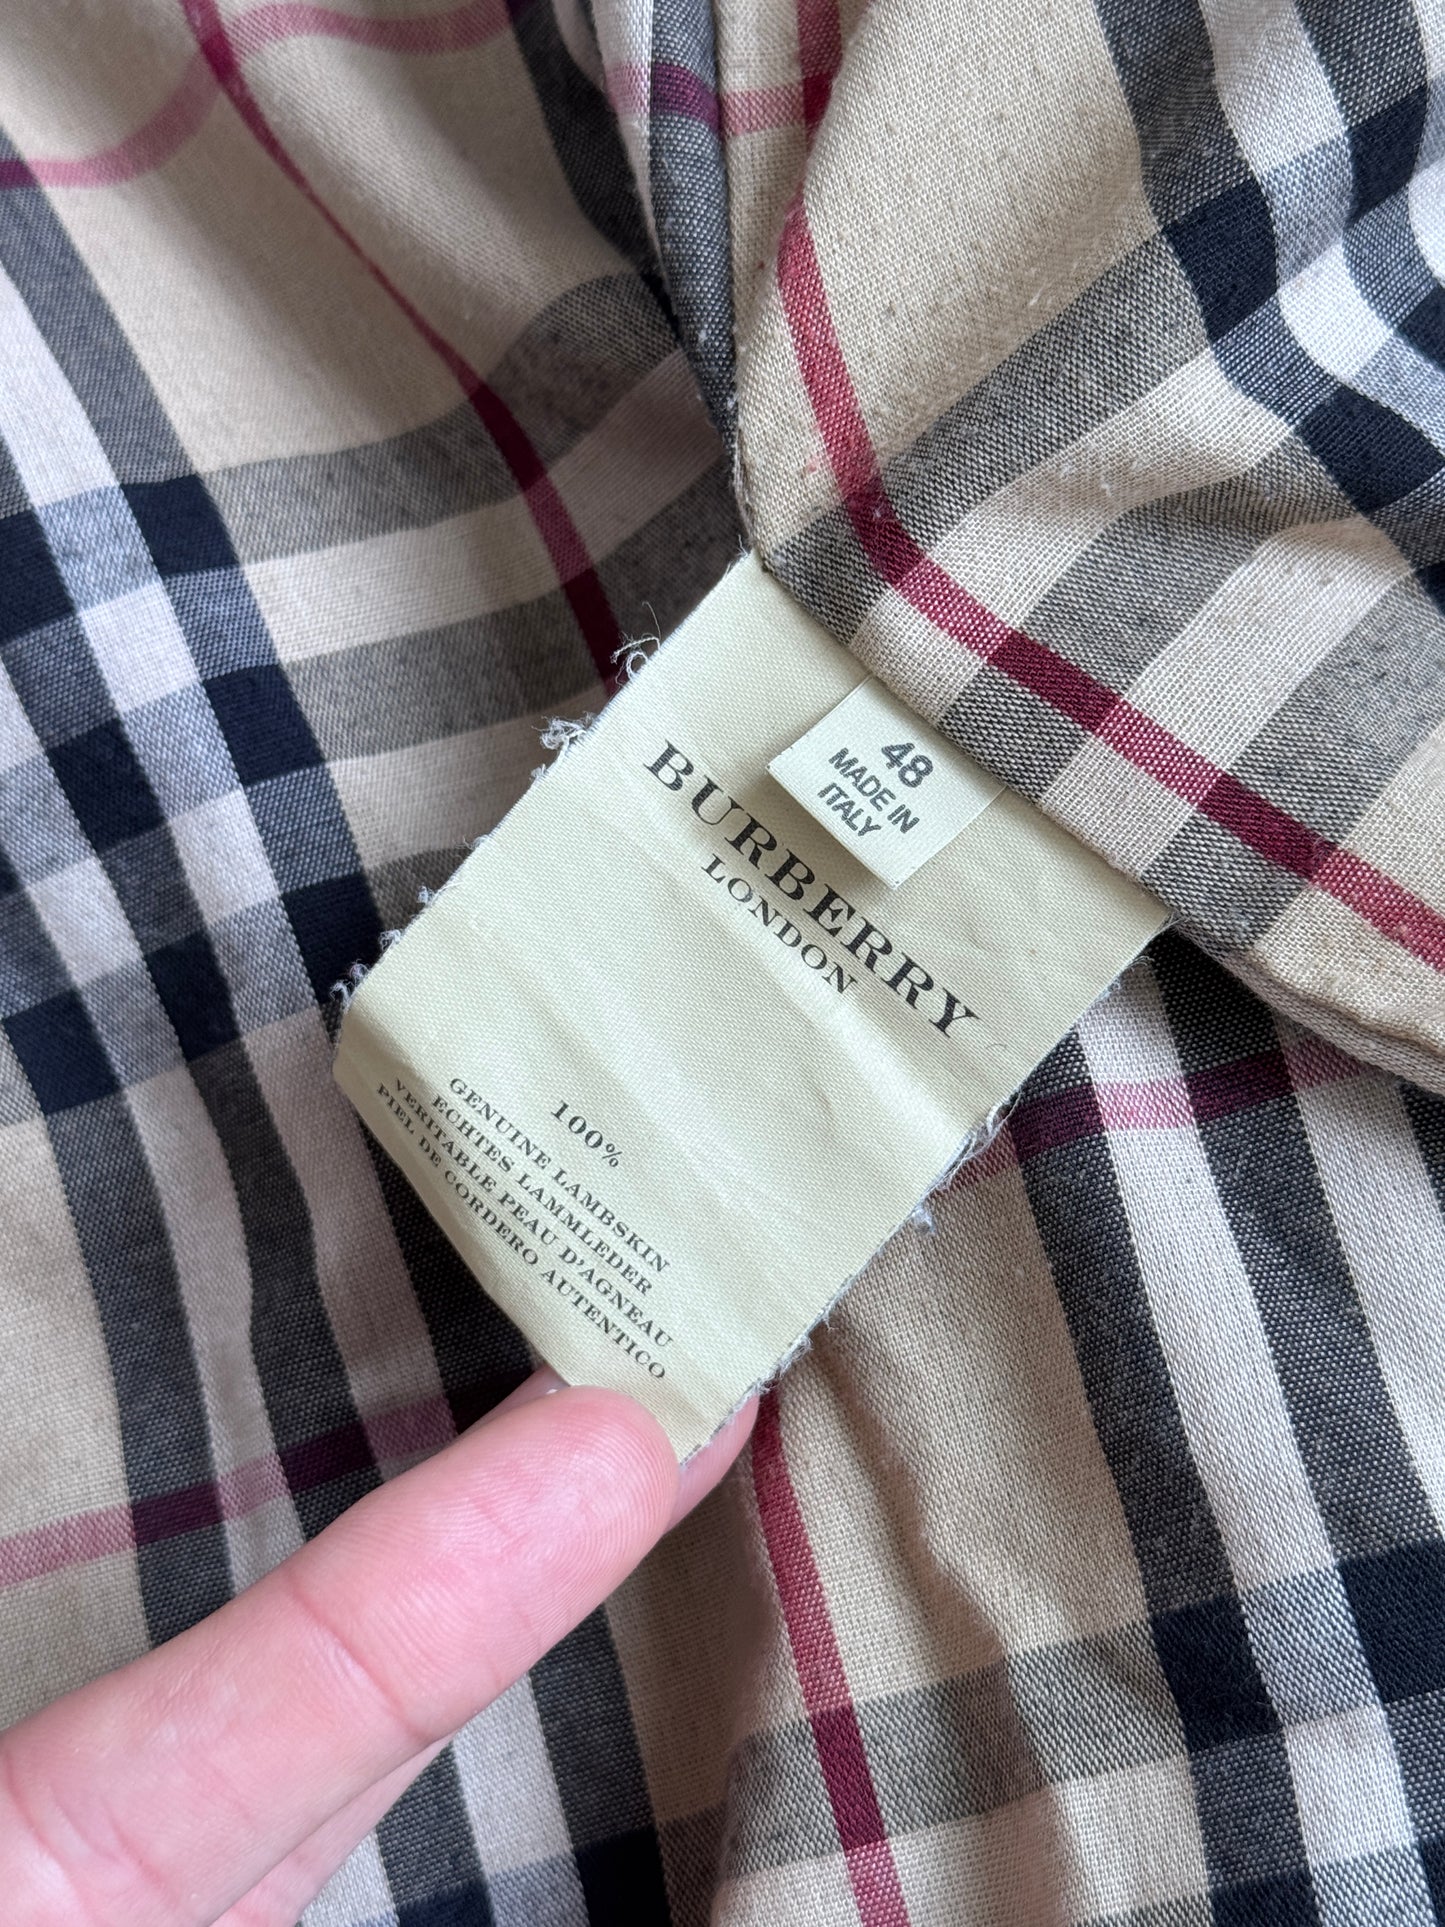 48
MADE IN
ITALY
BURBERRY
LONDON
100%
GENUINE LAMBSKIN
ECHTES LAMMLEDER
VERITABLE PEAU D'AGNEAU
PIEL DE CORDERO AUTENTICO